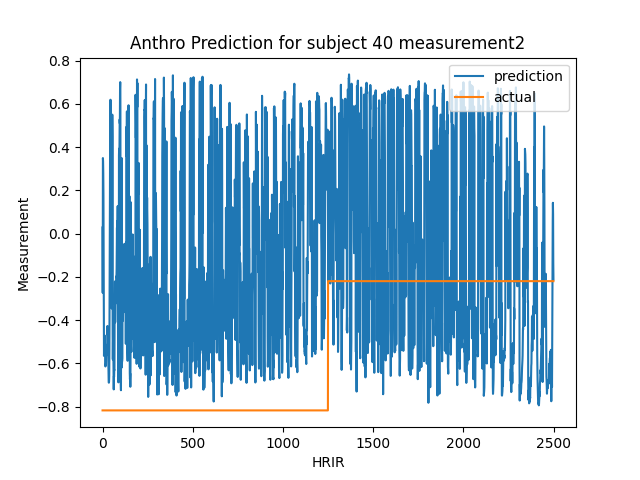 Anthro Prediction for subject 40 measurement2
prediction
actual
0.8
0.6
0.4
0.2
0.0
−0.2
−0.4
−0.6
−0.8
Measurement
0 500 1000 1500 2000 2500
HRIR